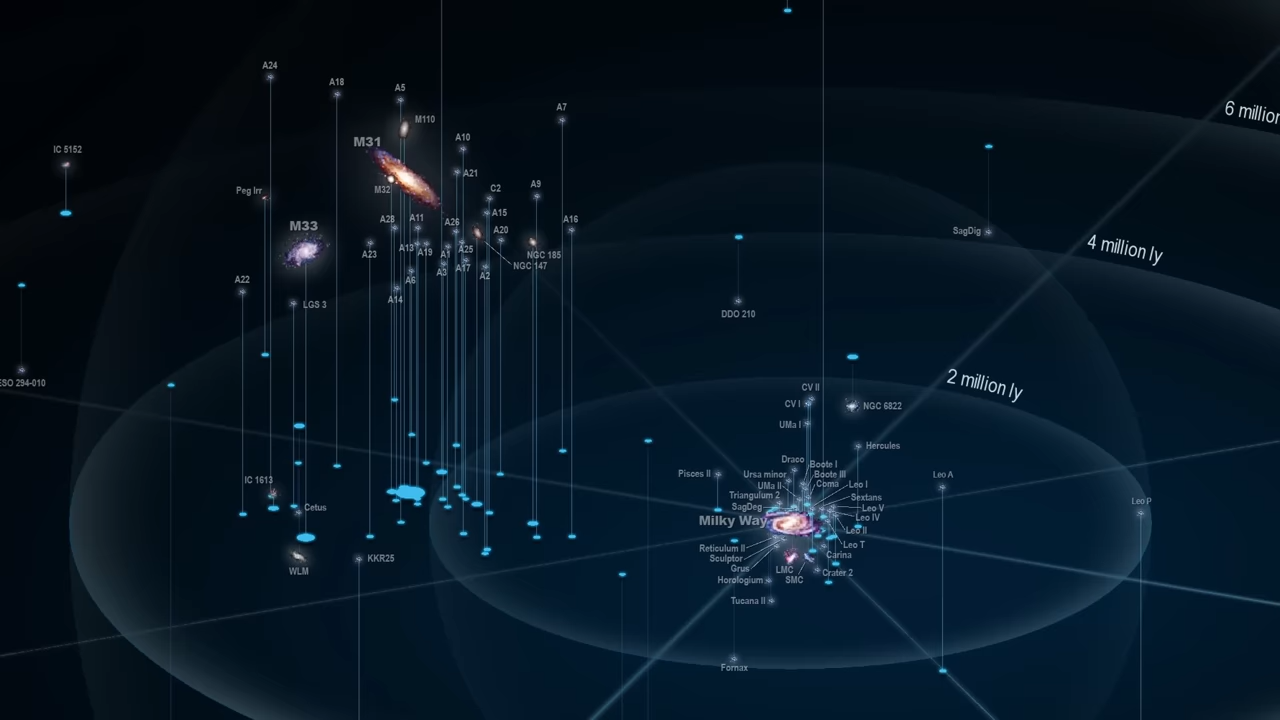 A24
A18
A5
A7
6 million
M110
A10
M31
IC 5152
A21
M32
Peg Irr
C2
A9
A28
A11
A26
A15
A16
M33
A20
SagDig
4 million ly
A23
A13
A19
A1
A25
NGC 185
NGC 147
A3
A17
A2
A6
A22
A14
LGS 3
DDO 210
ESO 294-010
2 million ly
CV II
CV I
NGC 6822
UMa I
Hercules
Draco
Boote I
Pisces II
Ursa minor
Boote III
Leo A
IC 1613
UMa II
Coma
Leo I
Triangulum 2
Sextans
Leo P
Cetus
SagDeg
Leo V
Milky Way
Leo IV
Leo II
Reticulum II
Leo T
Sculptor
Carina
KKR25
Grus
LMC
WLM
Horologium
SMC
Crater 2
Tucana II
Fornax